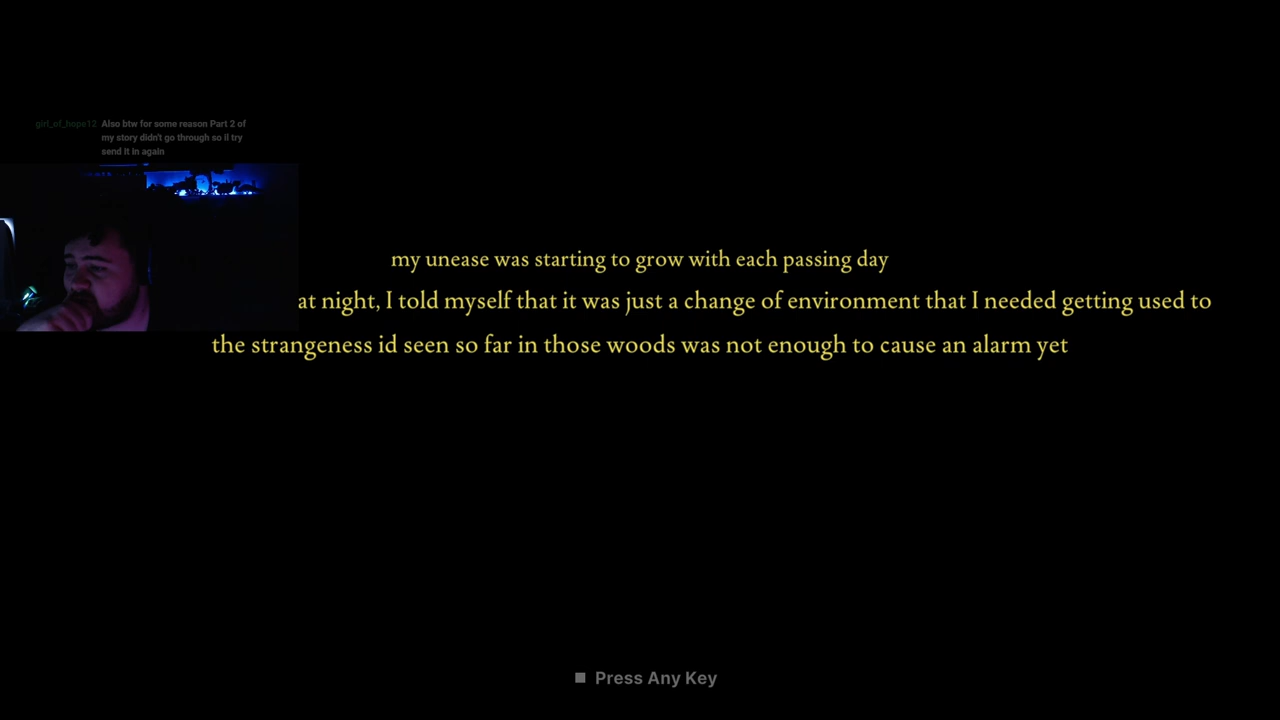 girl_of_hope12 Also btw for some reason Part 2 of
my story didn't go through so il try
send it in again
my unease was starting to grow with each passing day
at night, I told myself that it was just a change of environment that I needed getting used to
the strangeness id seen so far in those woods was not enough to cause an alarm yet
Press Any Key